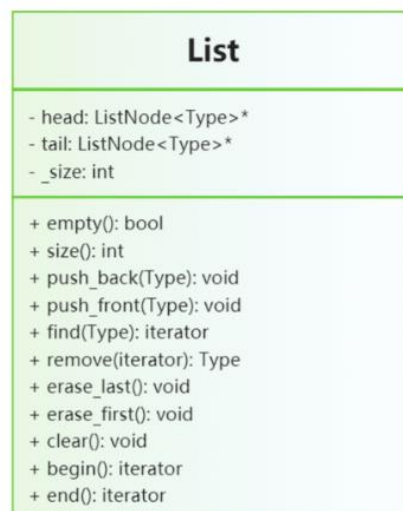 List
- head: ListNode<Type>*
- tail: ListNode<Type>*
- _size: int
+ empty(): bool
+ size(): int
+ push_back(Type): void
+ push_front(Type): void
+ find(Type): iterator
+ remove(iterator): Type
+ erase_last(): void
+ erase_first(): void
+ clear(): void
+ begin(): iterator
+ end(): iterator